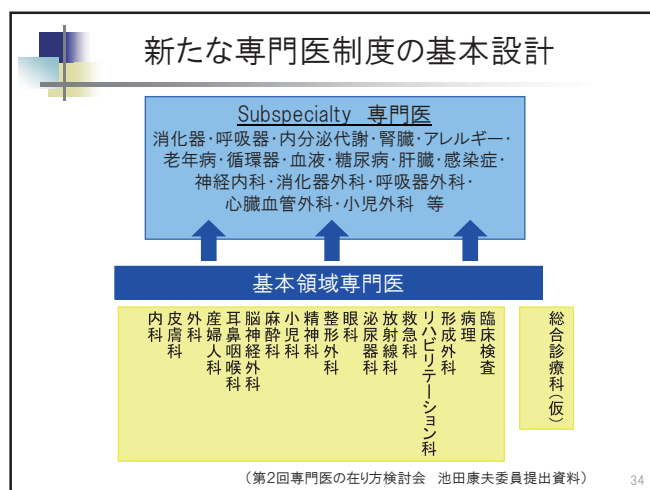 新たな専門医制度の基本設計
Subspecialty 専門医
消化器・呼吸器・内分泌代謝・腎臓・アレルギー・
老年病・循環器・血液・糖尿病・肝臓・感染症・
神経内科・消化器外科・呼吸器外科・
心臓血管外科・小児外科 等
基本領域専門医
内科
皮膚科
外科
産婦人科
耳鼻咽喉科
脳神経外科
麻酔科
小児科
精神科
整形外科
眼科
泌尿器科
放射線科
救急科
リハビリテーション科
形成外科
病理
臨床検査
総合診療科(仮)
(第2回専門医の在り方検討会 池田康夫委員提出資料)
34